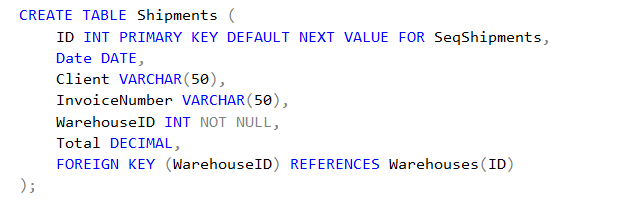 CREATE TABLE Shipments (
    ID INT PRIMARY KEY DEFAULT NEXT VALUE FOR SeqShipments,
    Date DATE,
    Client VARCHAR(50),
    InvoiceNumber VARCHAR(50),
    WarehouseID INT NOT NULL,
    Total DECIMAL,
    FOREIGN KEY (WarehouseID) REFERENCES Warehouses(ID)
);